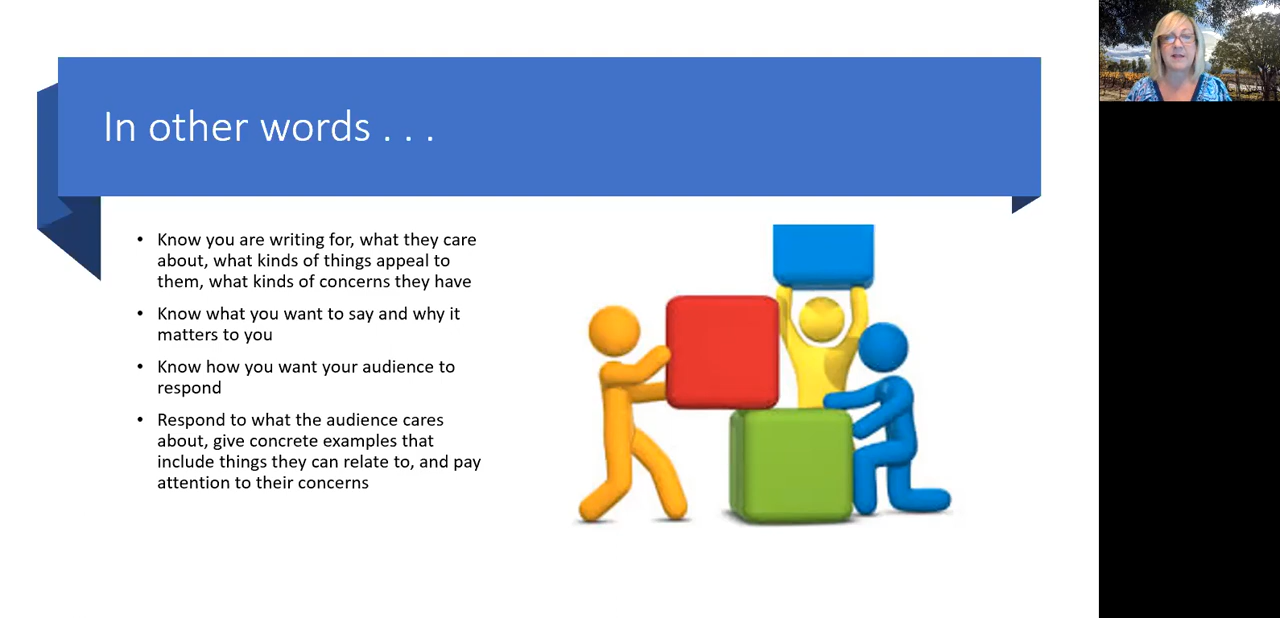 In other words . . .
• Know you are writing for, what they care
about, what kinds of things appeal to
them, what kinds of concerns they have
• Know what you want to say and why it
matters to you
• Know how you want your audience to
respond
• Respond to what the audience cares
about, give concrete examples that
include things they can relate to, and pay
attention to their concerns